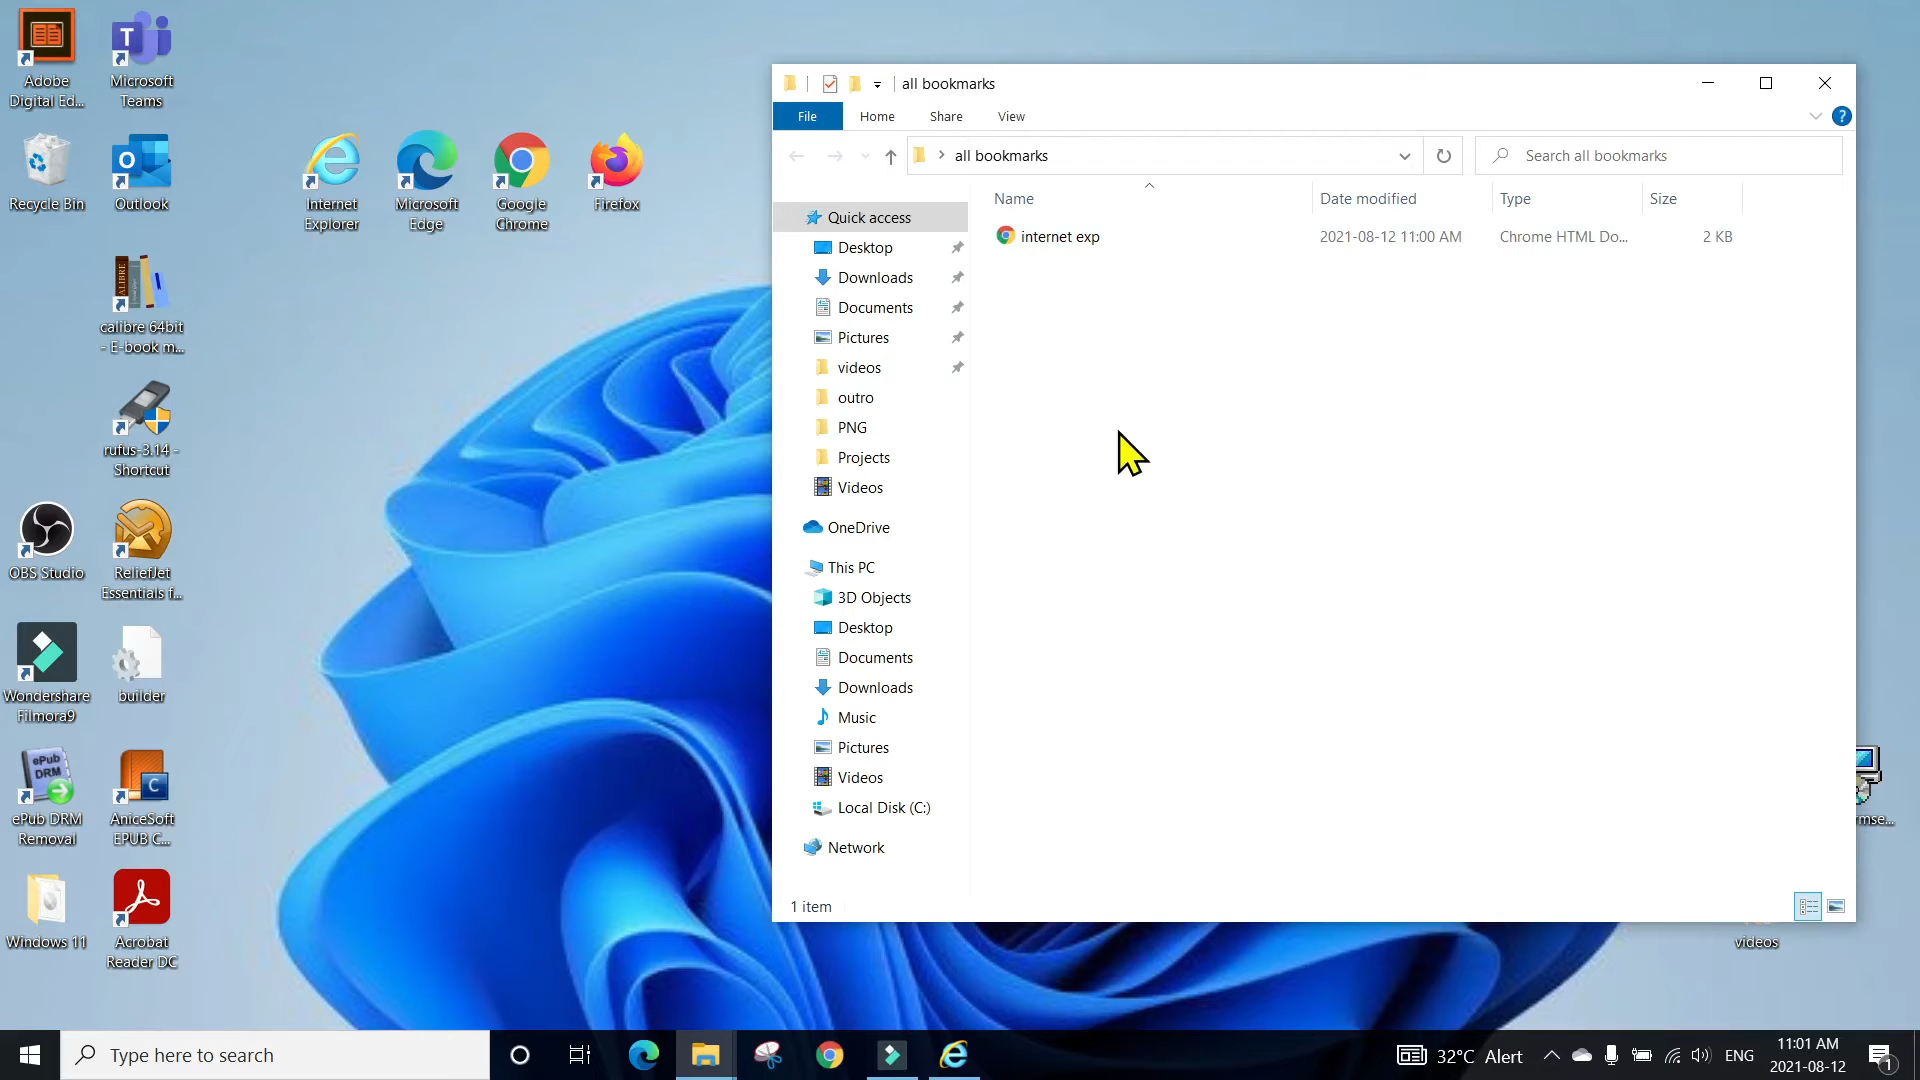 Adobe
Digital Ed...
Microsoft
Teams
Recycle Bin
Outlook
Internet
Explorer
Microsoft
Edge
Google
Chrome
Firefox
calibre 64bit
- E-book m...
rufus-3.14 -
Shortcut
OBS Studio
ReliefJet
Essentials f...
Wondershare
Filmora9
builder
ePub
DRM
ePub DRM
Removal
AniceSoft
EPUB C...
Windows 11
Acrobat
Reader DC
all bookmarks
File
Home
Share
View
all bookmarks
Search all bookmarks
Name
Date modified
Type
Size
internet exp
2021-08-12 11:00 AM
Chrome HTML Do...
2 KB
Quick access
Desktop
Downloads
Documents
Pictures
videos
outro
PNG
Projects
Videos
OneDrive
This PC
3D Objects
Desktop
Documents
Downloads
Music
Pictures
Videos
Local Disk (C:)
Network
1 item
rmse...
videos
Type here to search
32°C Alert
ENG
11:01 AM
2021-08-12
1